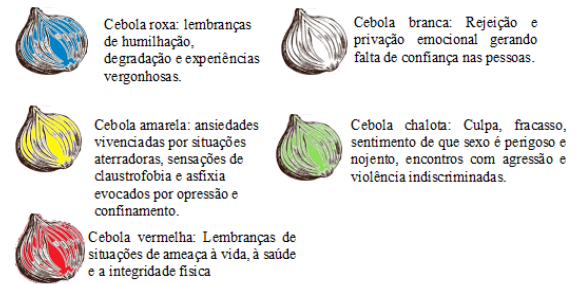 Cebola roxa: lembranças
de humilhação,
degradação e experiências
vergonhosas.
Cebola branca: Rejeição e
privação emocional gerando
falta de confiança nas pessoas.
Cebola amarela: ansiedades
vivenciadas por situações
aterradoras, sensações de
claustrofobia e asfixia
evocados por opressão e
confinamento.
Cebola chalota: Culpa, fracasso,
sentimento de que sexo é perigoso e
nojento, encontros com agressão e
violência indiscriminadas.
Cebola vermelha: Lembranças de
situações de ameaça à vida, à saúde
e a integridade física